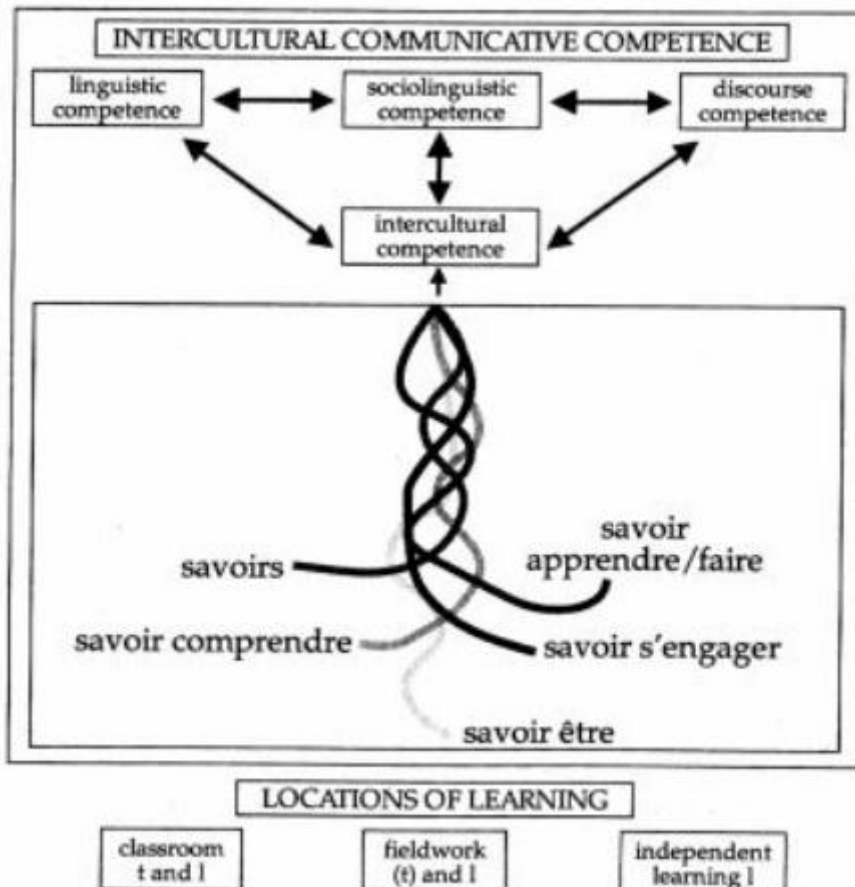 INTERCULTURAL COMMUNICATIVE COMPETENCE
linguistic
competence
sociolinguistic
competence
discourse
competence
intercultural
competence
savoirs
savoir
apprendre/faire
savoir comprendre
savoir s'engager
savoir être
LOCATIONS OF LEARNING
classroom
t and l
fieldwork
(t) and l
independent
learning l